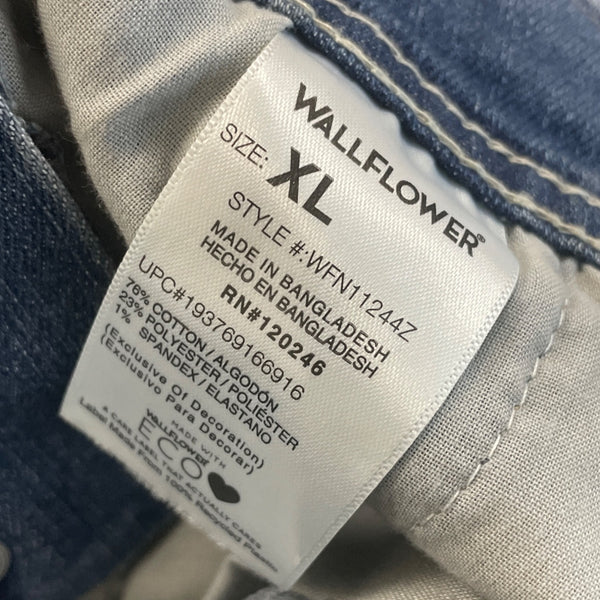 WALLFLOWER®
SIZE: XL
STYLE #:WFN11244Z
MADE IN BANGLADESH
HECHO EN BANGLADESH
RN#120246
UPC#193769166916
76% COTTON/ALGODÓN
23% POLYESTER/POLIÉSTER
1% SPANDEX/ELASTANO
(Exclusive Of Decoration)
(Exclusivo Para Decorar)
MADE WITH
WALLFLOWER®
ECO
A CARE LABEL THAT ACTUALLY CARES
Label Made From 100% Recycled Plastic